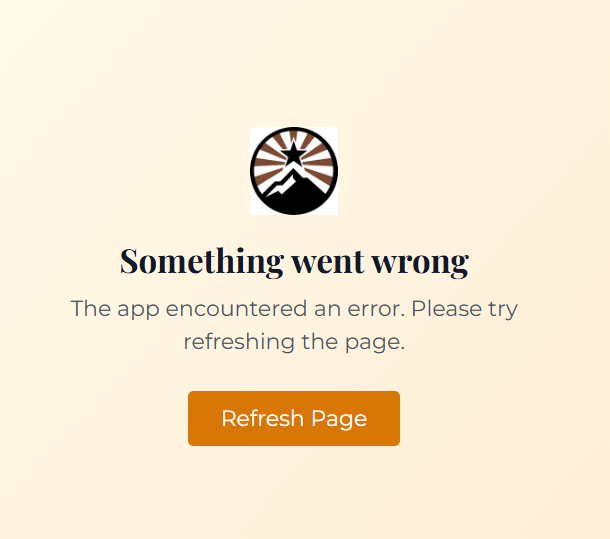 Something went wrong
The app encountered an error. Please try
refreshing the page.
Refresh Page